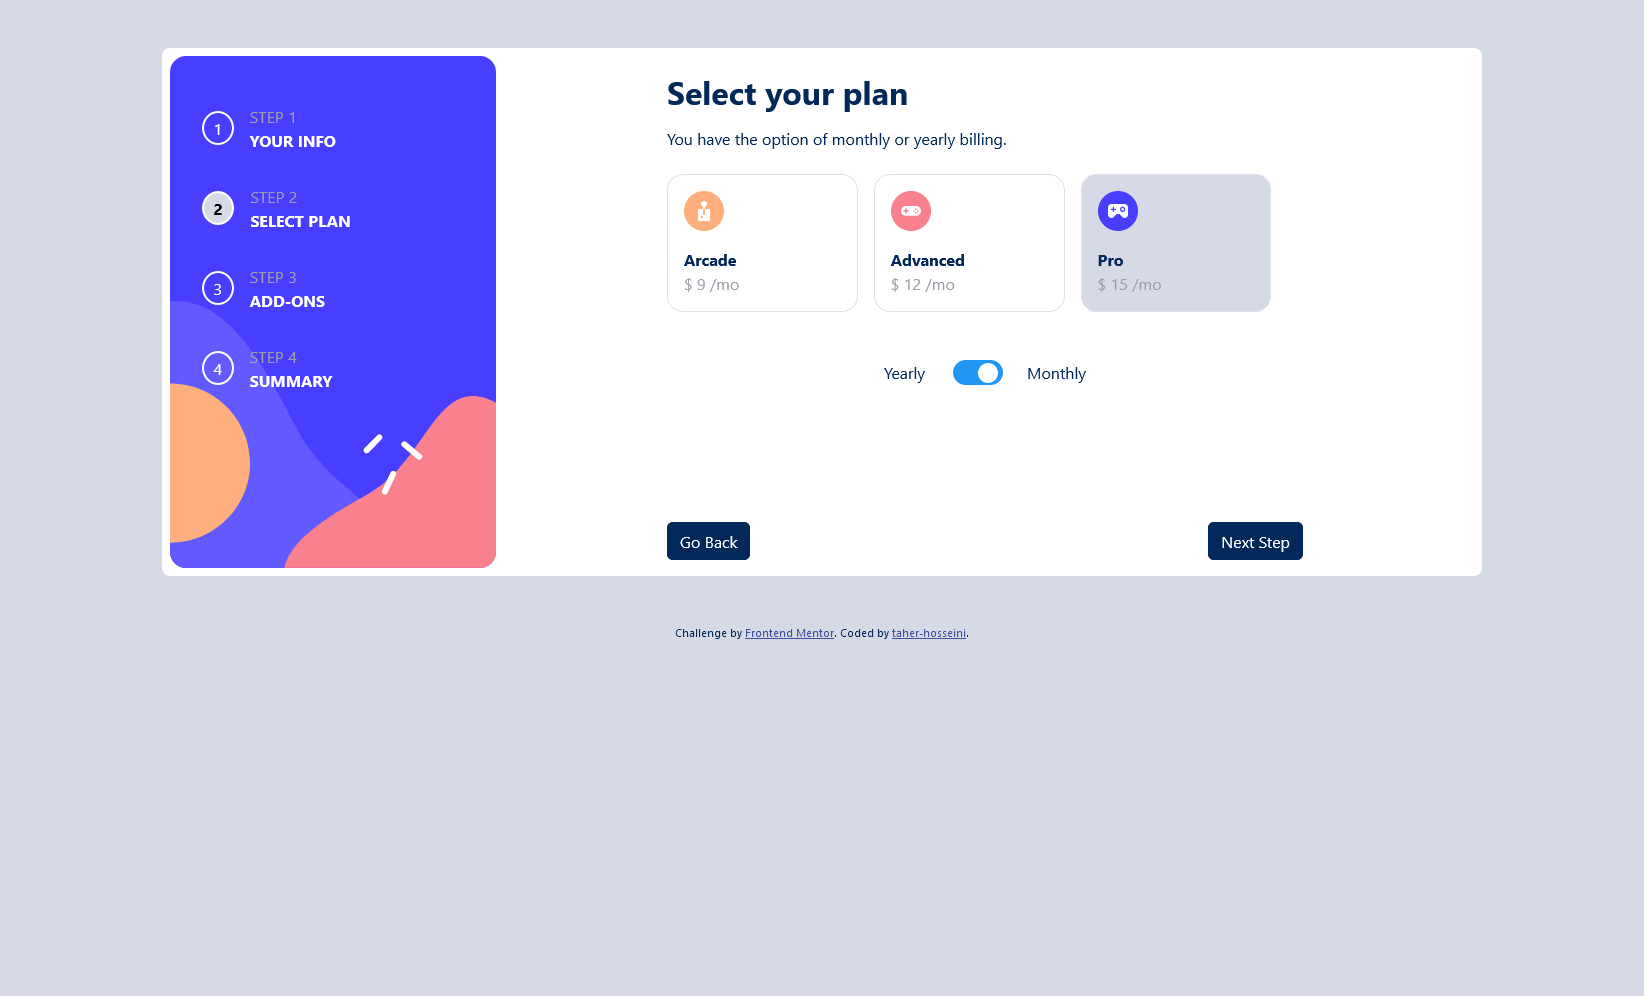 1
STEP 1
YOUR INFO
2
STEP 2
SELECT PLAN
3
STEP 3
ADD-ONS
4
STEP 4
SUMMARY
Select your plan
You have the option of monthly or yearly billing.
Arcade
$ 9 /mo
Advanced
$ 12 /mo
Pro
$ 15 /mo
Yearly
Monthly
Go Back
Next Step
Challenge by Frontend Mentor. Coded by taher-hosseini.